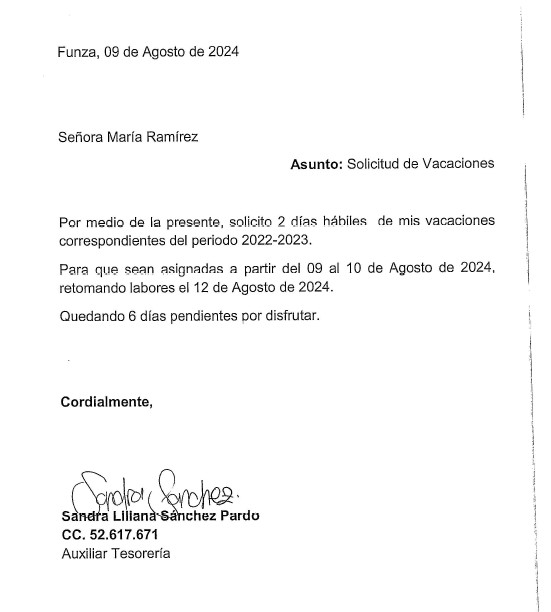 Funza, 09 de Agosto de 2024
Señora María Ramírez
Asunto: Solicitud de Vacaciones
Por medio de la presente, solicito 2 días hábiles de mis vacaciones
correspondientes del periodo 2022-2023.
Para que sean asignadas a partir del 09 al 10 de Agosto de 2024,
retomando labores el 12 de Agosto de 2024.
Quedando 6 días pendientes por disfrutar.
Cordialmente,
Sandra Sanchez.
Sandra Liliana Sánchez Pardo
CC. 52.617.671
Auxiliar Tesorería